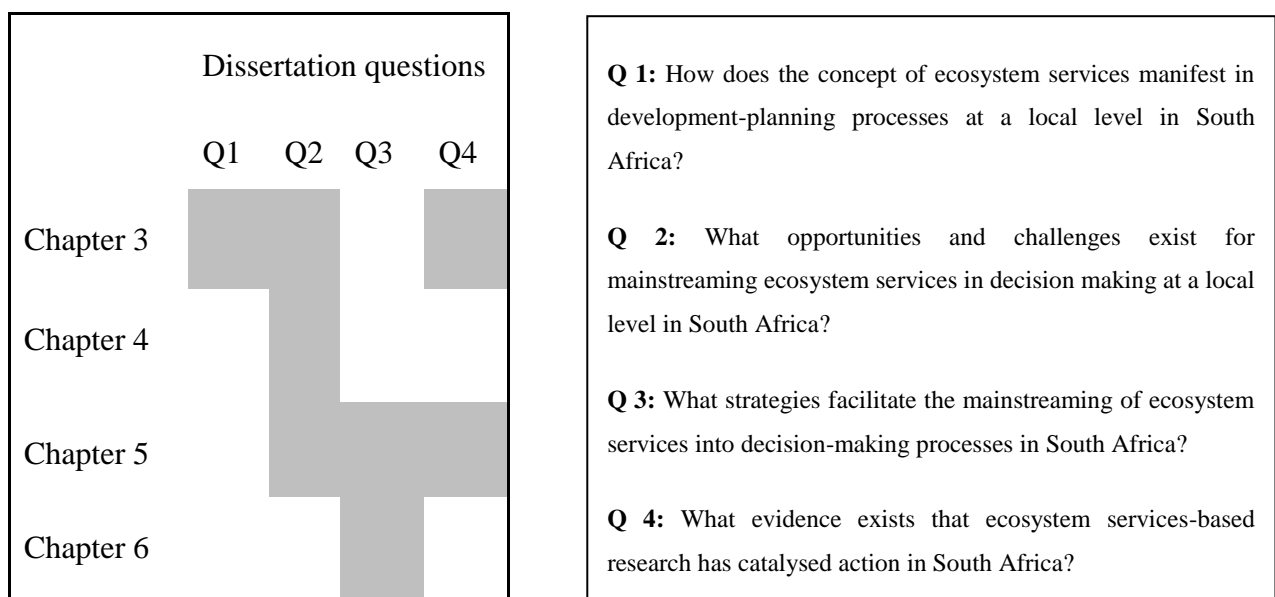 Dissertation questions
Q1 Q2 Q3 Q4
Chapter 3
Chapter 4
Chapter 5
Chapter 6
Q 1: How does the concept of ecosystem services manifest in
development-planning processes at a local level in South
Africa?
Q 2: What opportunities and challenges exist for
mainstreaming ecosystem services in decision making at a local
level in South Africa?
Q 3: What strategies facilitate the mainstreaming of ecosystem
services into decision-making processes in South Africa?
Q 4: What evidence exists that ecosystem services-based
research has catalysed action in South Africa?